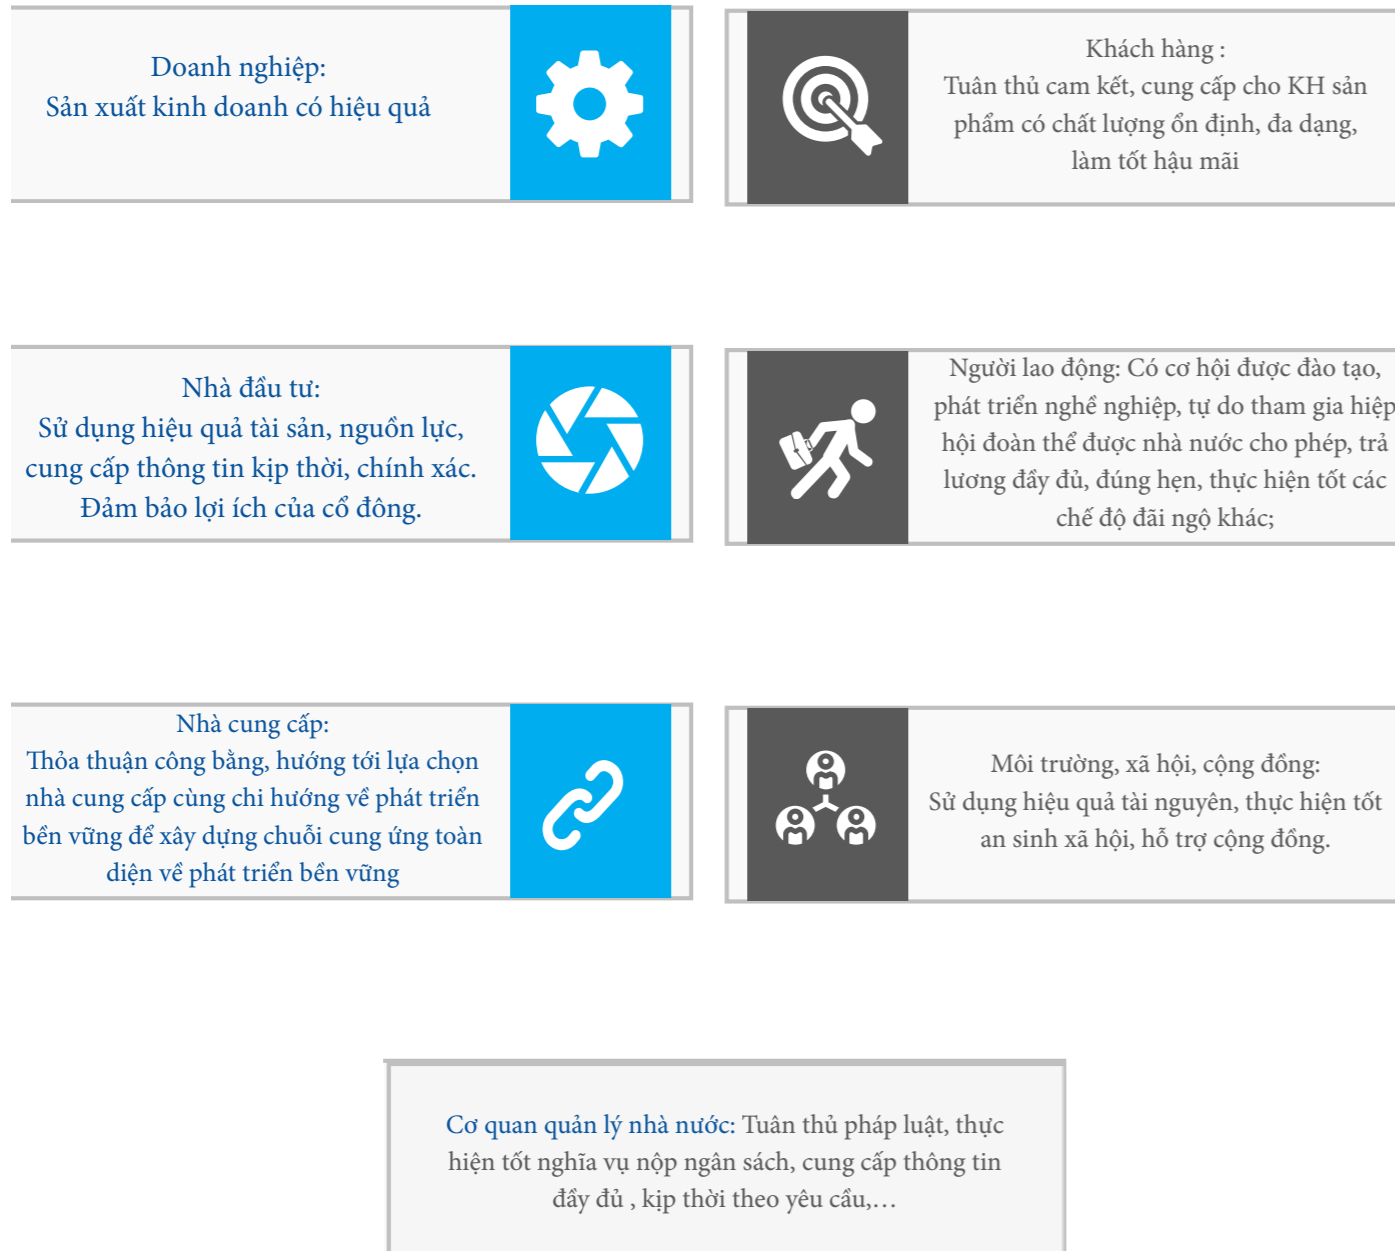 Doanh nghiệp:
Sản xuất kinh doanh có hiệu quả
Khách hàng :
Tuân thủ cam kết, cung cấp cho KH sản
phẩm có chất lượng ổn định, đa dạng,
làm tốt hậu mãi
Nhà đầu tư:
Sử dụng hiệu quả tài sản, nguồn lực,
cung cấp thông tin kịp thời, chính xác.
Đảm bảo lợi ích của cổ đông.
Người lao động: Có cơ hội được đào tạo,
phát triển nghề nghiệp, tự do tham gia hiệp
hội đoàn thể được nhà nước cho phép, trả
lương đầy đủ, đúng hẹn, thực hiện tốt các
chế độ đãi ngộ khác;
Nhà cung cấp:
Thỏa thuận công bằng, hướng tới lựa chọn
nhà cung cấp cùng chi hướng về phát triển
bền vững để xây dựng chuỗi cung ứng toàn
diện về phát triển bền vững
Môi trường, xã hội, cộng đồng:
Sử dụng hiệu quả tài nguyên, thực hiện tốt
an sinh xã hội, hỗ trợ cộng đồng.
Cơ quan quản lý nhà nước: Tuân thủ pháp luật, thực
hiện tốt nghĩa vụ nộp ngân sách, cung cấp thông tin
đầy đủ , kịp thời theo yêu cầu,…